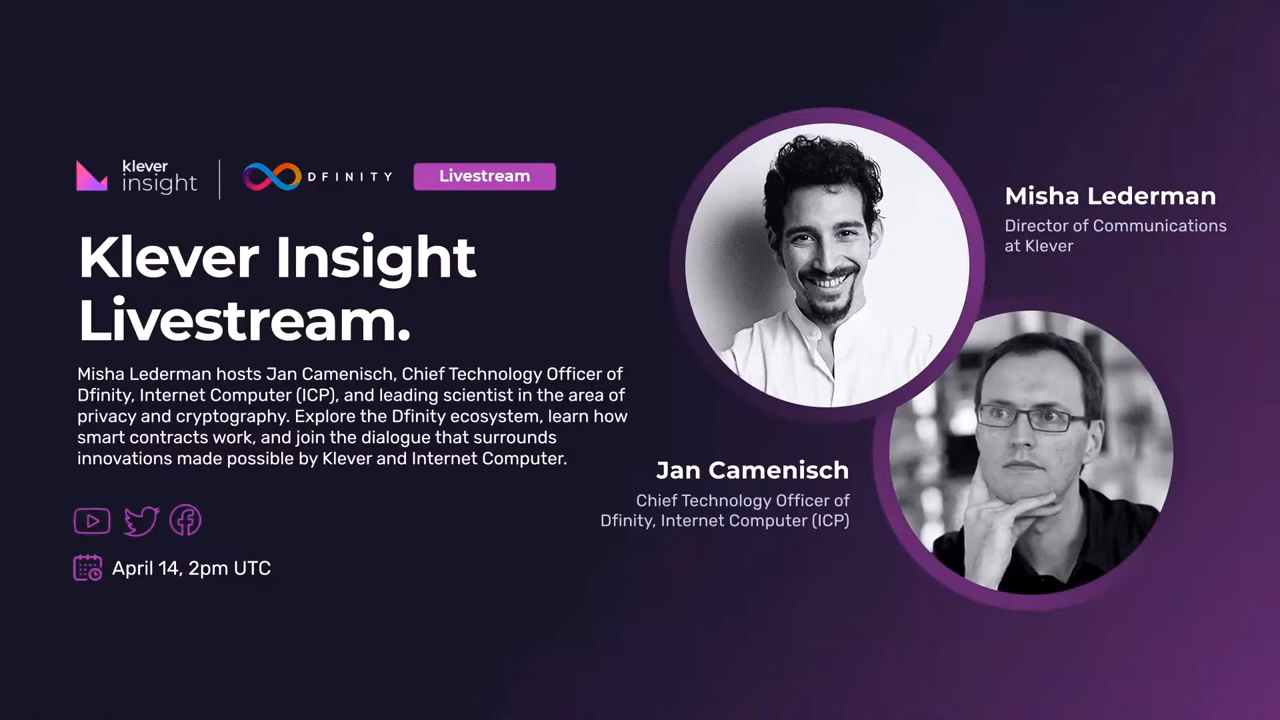 klever
insight
DFINITY
Livestream
Klever Insight
Livestream.
Misha Lederman hosts Jan Camenisch, Chief Technology Officer of
Dfinity, Internet Computer (ICP), and leading scientist in the area of
privacy and cryptography. Explore the Dfinity ecosystem, learn how
smart contracts work, and join the dialogue that surrounds
innovations made possible by Klever and Internet Computer.
April 14, 2pm UTC
Misha Lederman
Director of Communications
at Klever
Jan Camenisch
Chief Technology Officer of
Dfinity, Internet Computer (ICP)